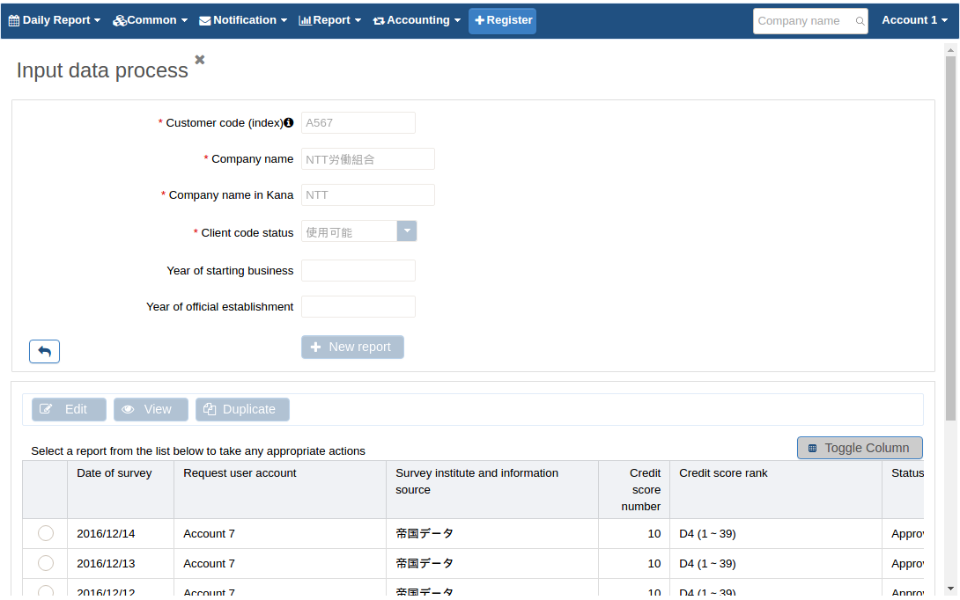 Daily Report Common Notification Report Accounting Register Company name Account 1
Input data process
* Customer code (index) A567
* Company name NTT労働組合
* Company name in Kana NTT
* Client code status 使用可能
Year of starting business
Year of official establishment
New report
Edit View Duplicate
Select a report from the list below to take any appropriate actions
Toggle Column
Date of survey Request user account Survey institute and information source Credit score number Credit score rank Status
2016/12/14 Account 7 帝国データ 10 D4 (1 ~ 39) Approv
2016/12/13 Account 7 帝国データ 10 D4 (1 ~ 39) Approv
2016/12/12 Account 7 帝国データ 10 D4 (1 ~ 39) Approv